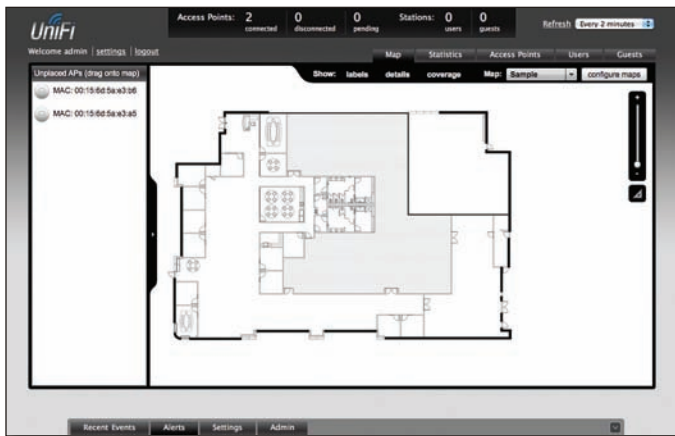 UniFi
Access Points: 2 connected 0 disconnected 0 pending Stations: 0 users 0 guests
Refresh Every 2 minutes
Welcome admin | settings | logout
Map Statistics Access Points Users Guests
Unplaced APs (drag onto map)
Show: labels details coverage Map: Sample configure maps
MAC: 00:15:6d:5a:e3:b6
MAC: 00:15:6d:5a:e3:a5
+
-
Recent Events Alerts Settings Admin